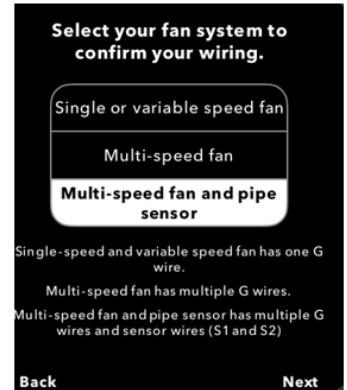 Select your fan system to
confirm your wiring.
Single or variable speed fan
Multi-speed fan
Multi-speed fan and pipe
sensor
Single-speed and variable speed fan has one G
wire.
Multi-speed fan has multiple G wires.
Multi-speed fan and pipe sensor has multiple G
wires and sensor wires (S1 and S2)
Back
Next